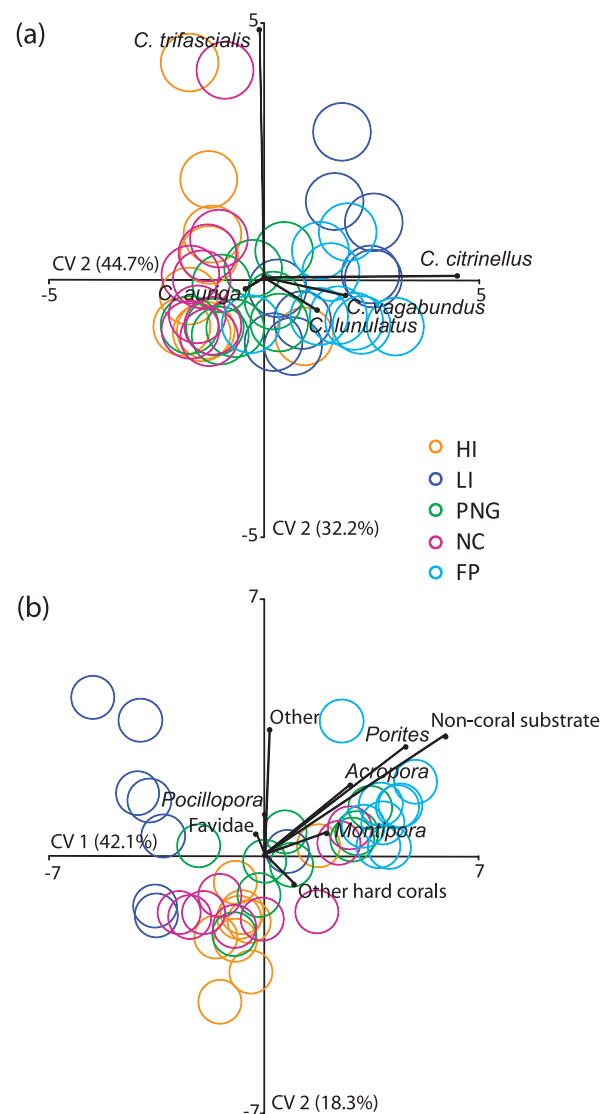 (a)
5
C. trifascialis
CV 2 (44.7%)
C. citrinellus
-5
5
C. auriga
C. vagabundus
C. lunulatus
HI
LI
PNG
NC
FP
-5
CV 2 (32.2%)
(b)
7
Other
Non-coral substrate
Porites
Acropora
Pocillopora
Favidae
Montipora
CV 1 (42.1%)
-7
7
Other hard corals
CV 2 (18.3%)
-7